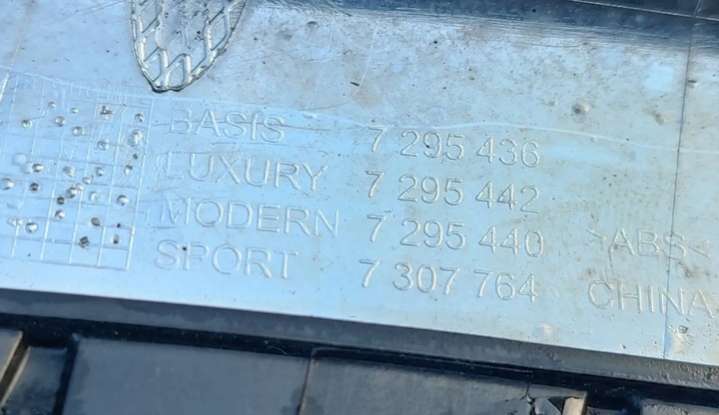 BASIS 7 295 436
LUXURY 7 295 442
MODERN 7 295 440 >ABS<
SPORT 7 307 764 CHINA